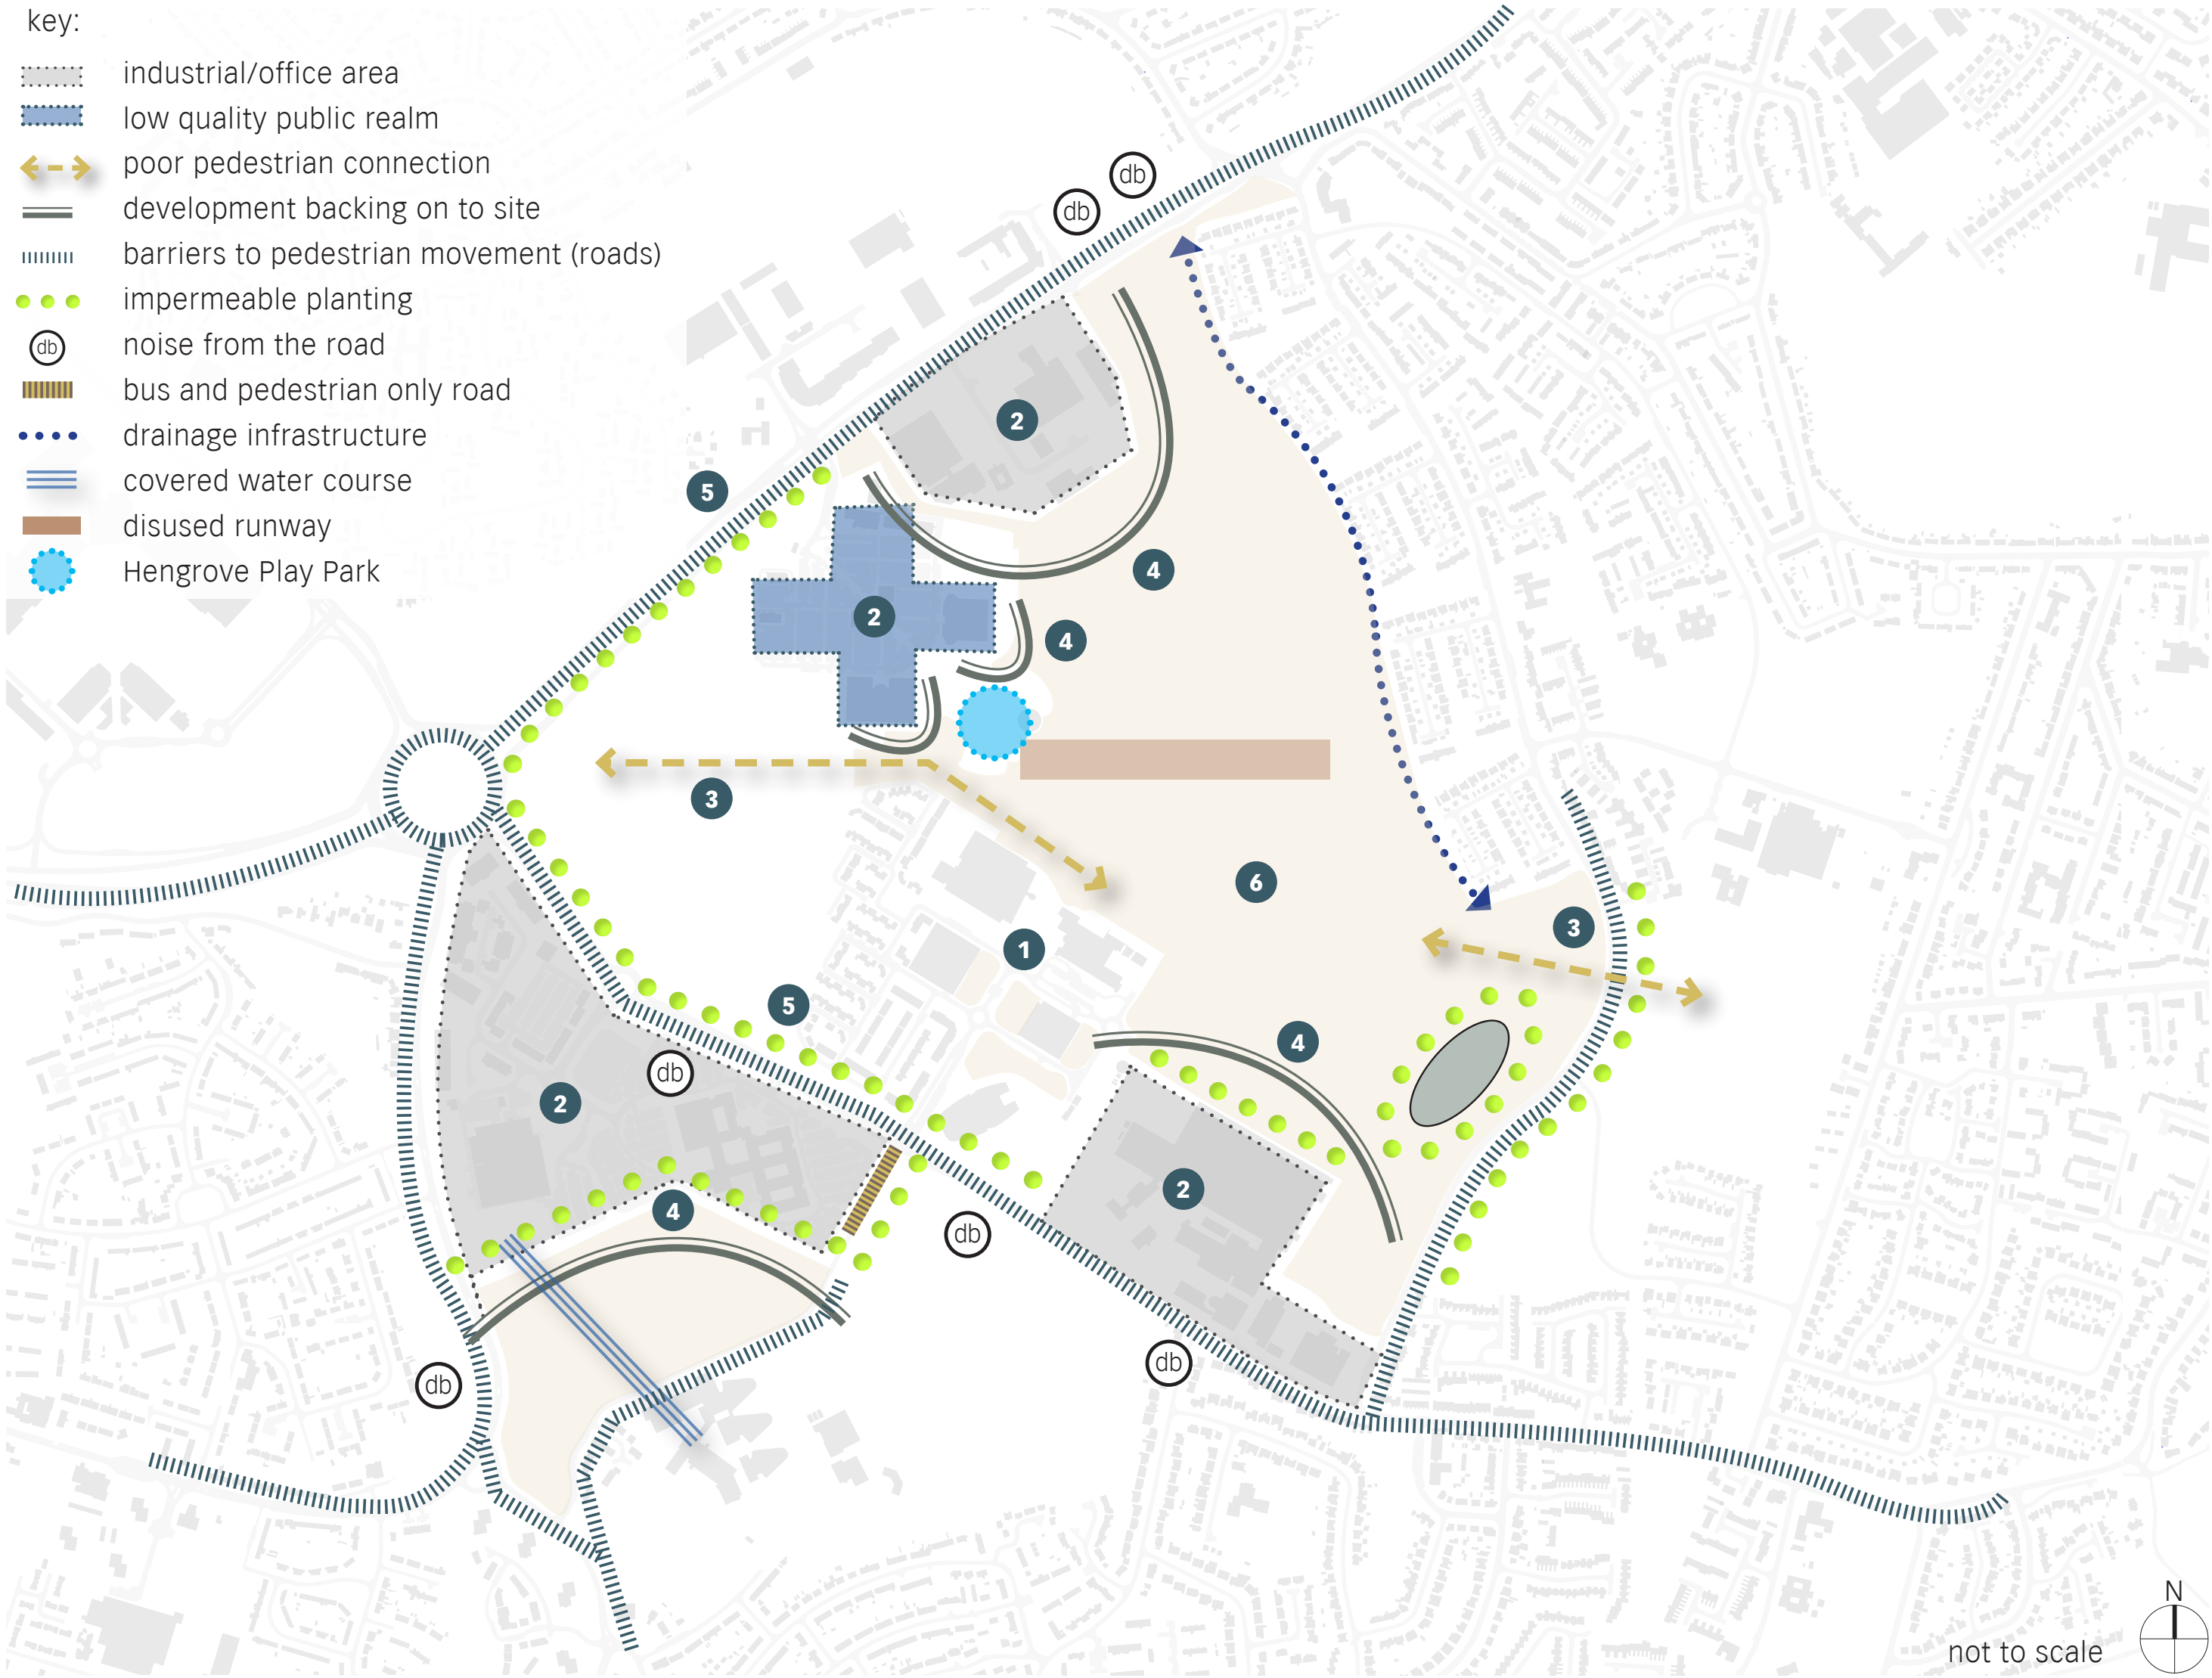 key:
industrial/office area
low quality public realm
poor pedestrian connection
development backing on to site
barriers to pedestrian movement (roads)
impermeable planting
db noise from the road
bus and pedestrian only road
drainage infrastructure
covered water course
disused runway
Hengrove Play Park
db
db
2
5
4
2
4
3
6
3
1
5
4
db
2
2
4
db
db
db
N
not to scale